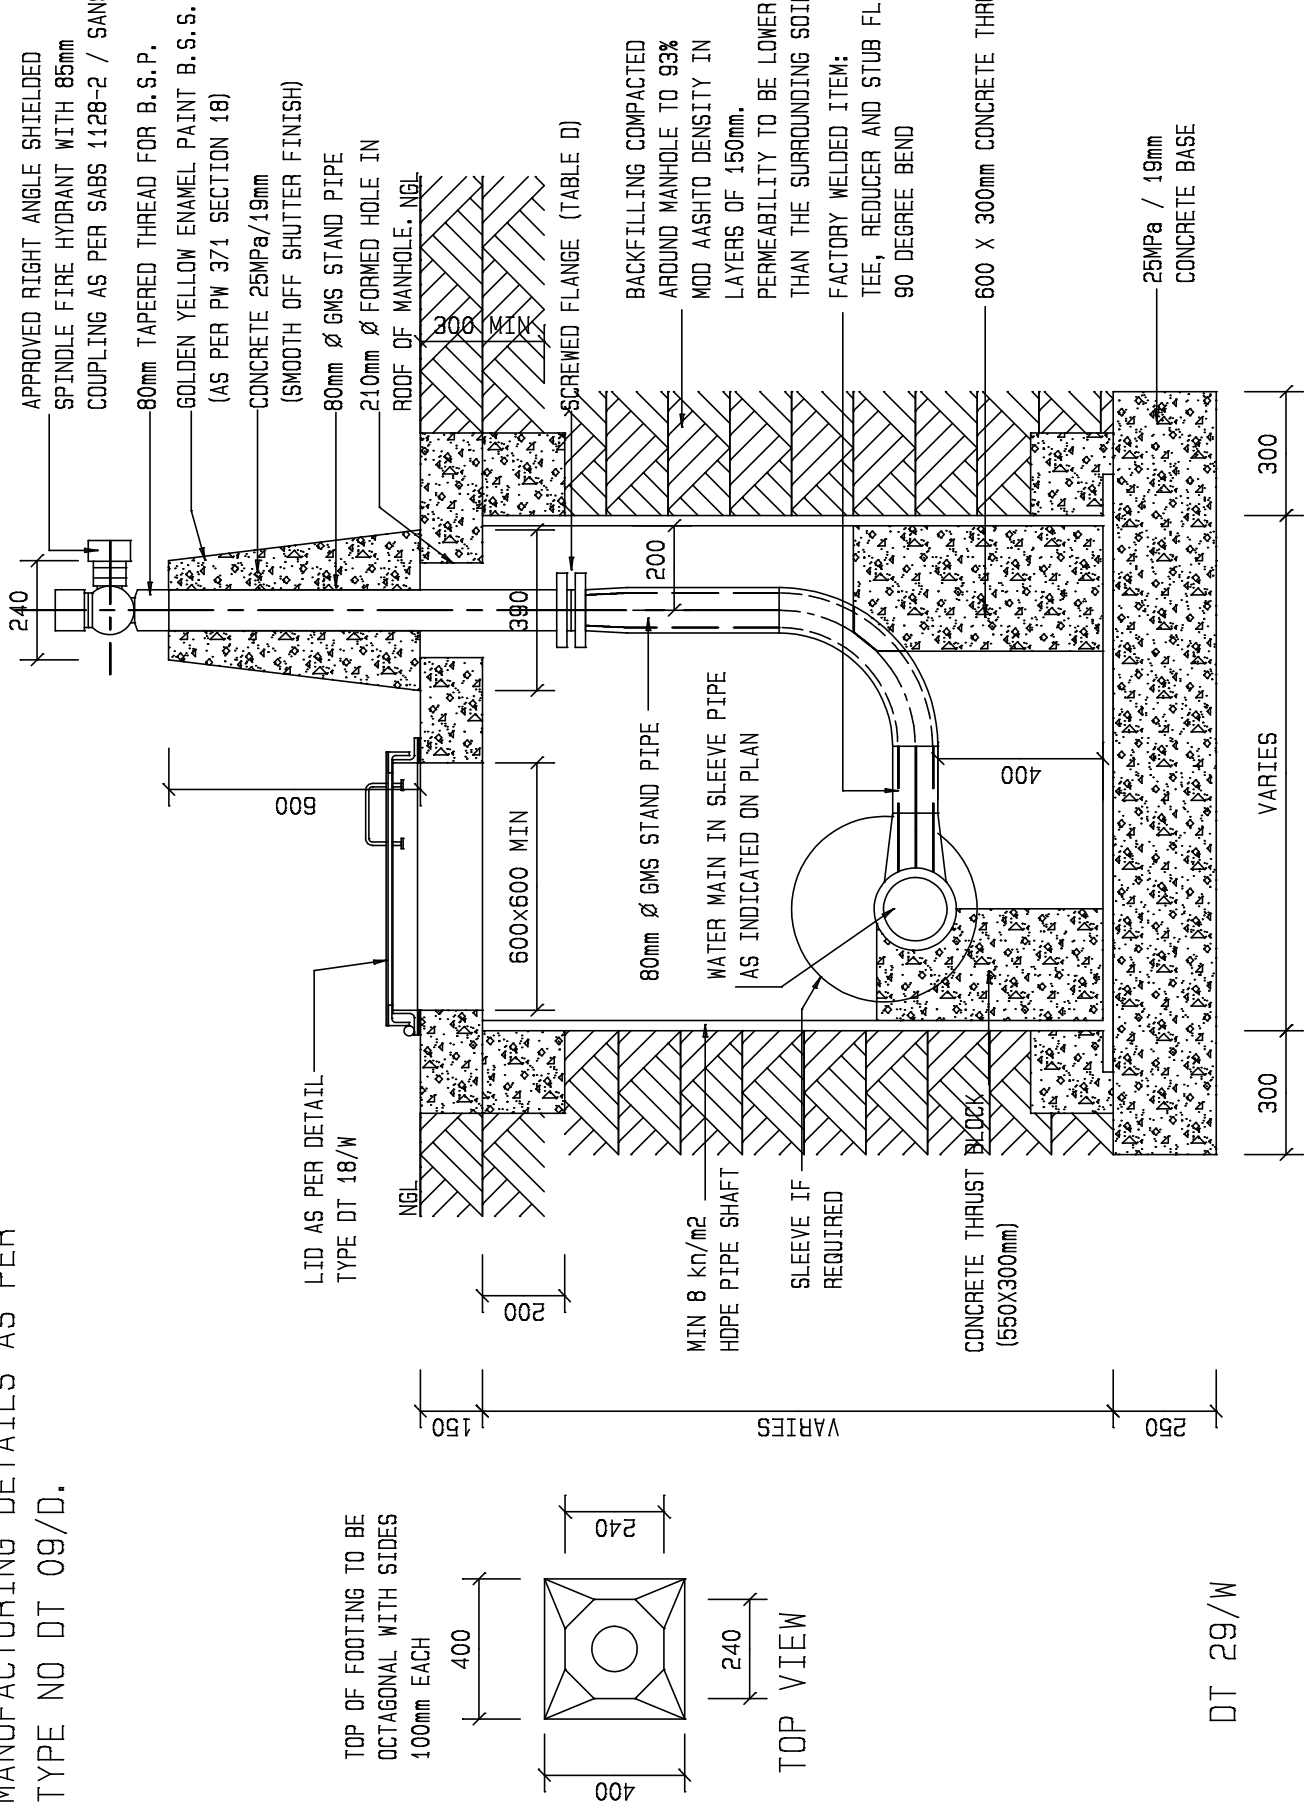 MANUFACTURING DETAILS AS PER
TYPE NO DT 09/D.
APPROVED RIGHT ANGLE SHIELDED
SPINDLE FIRE HYDRANT WITH 85mm
COUPLING AS PER SABS 1128-2 / SANS
80mm TAPERED THREAD FOR B.S.P.
GOLDEN YELLOW ENAMEL PAINT B.S.S.
(AS PER PW 371 SECTION 18)
CONCRETE 25MPa/19mm
(SMOOTH OFF SHUTTER FINISH)
80mm Ø GMS STAND PIPE
210mm Ø FORMED HOLE IN
ROOF OF MANHOLE.
NGL
300 MIN
SCREWED FLANGE (TABLE D)
BACKFILLING COMPACTED
AROUND MANHOLE TO 93%
MOD AASHTO DENSITY IN
LAYERS OF 150mm.
PERMEABILITY TO BE LOWER
THAN THE SURROUNDING SOIL
FACTORY WELDED ITEM:
TEE, REDUCER AND STUB FL
90 DEGREE BEND
600 X 300mm CONCRETE THRU
25MPa / 19mm
CONCRETE BASE
240
600
390
200
600x600 MIN
80mm Ø GMS STAND PIPE
WATER MAIN IN SLEEVE PIPE
AS INDICATED ON PLAN
400
300
VARIES
300
LID AS PER DETAIL
TYPE DT 18/W
NGL
200
MIN 8 kn/m2
HDPE PIPE SHAFT
SLEEVE IF
REQUIRED
CONCRETE THRUST BLOCK
(550X300mm)
150
VARIES
250
TOP OF FOOTING TO BE
OCTAGONAL WITH SIDES
100mm EACH
400
240
240
400
TOP VIEW
DT 29/W